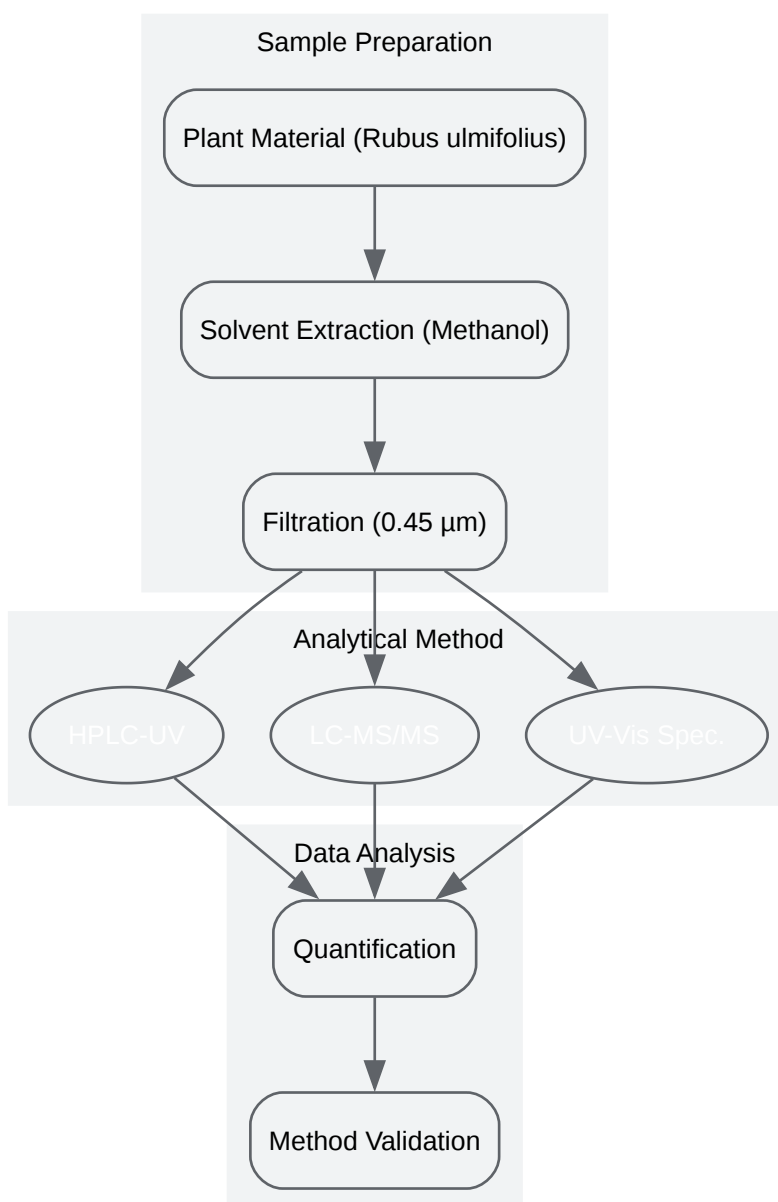 Sample Preparation
Plant Material (Rubus ulmifolius)
Solvent Extraction (Methanol)
Filtration (0.45 µm)
Analytical Method
HPLC-UV
LC-MS/MS
UV-Vis Spec.
Data Analysis
Quantification
Method Validation